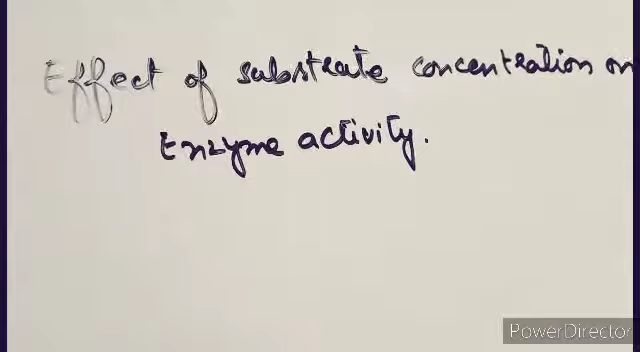 Effect of substrate concentration on
Enzyme activity.
PowerDirector